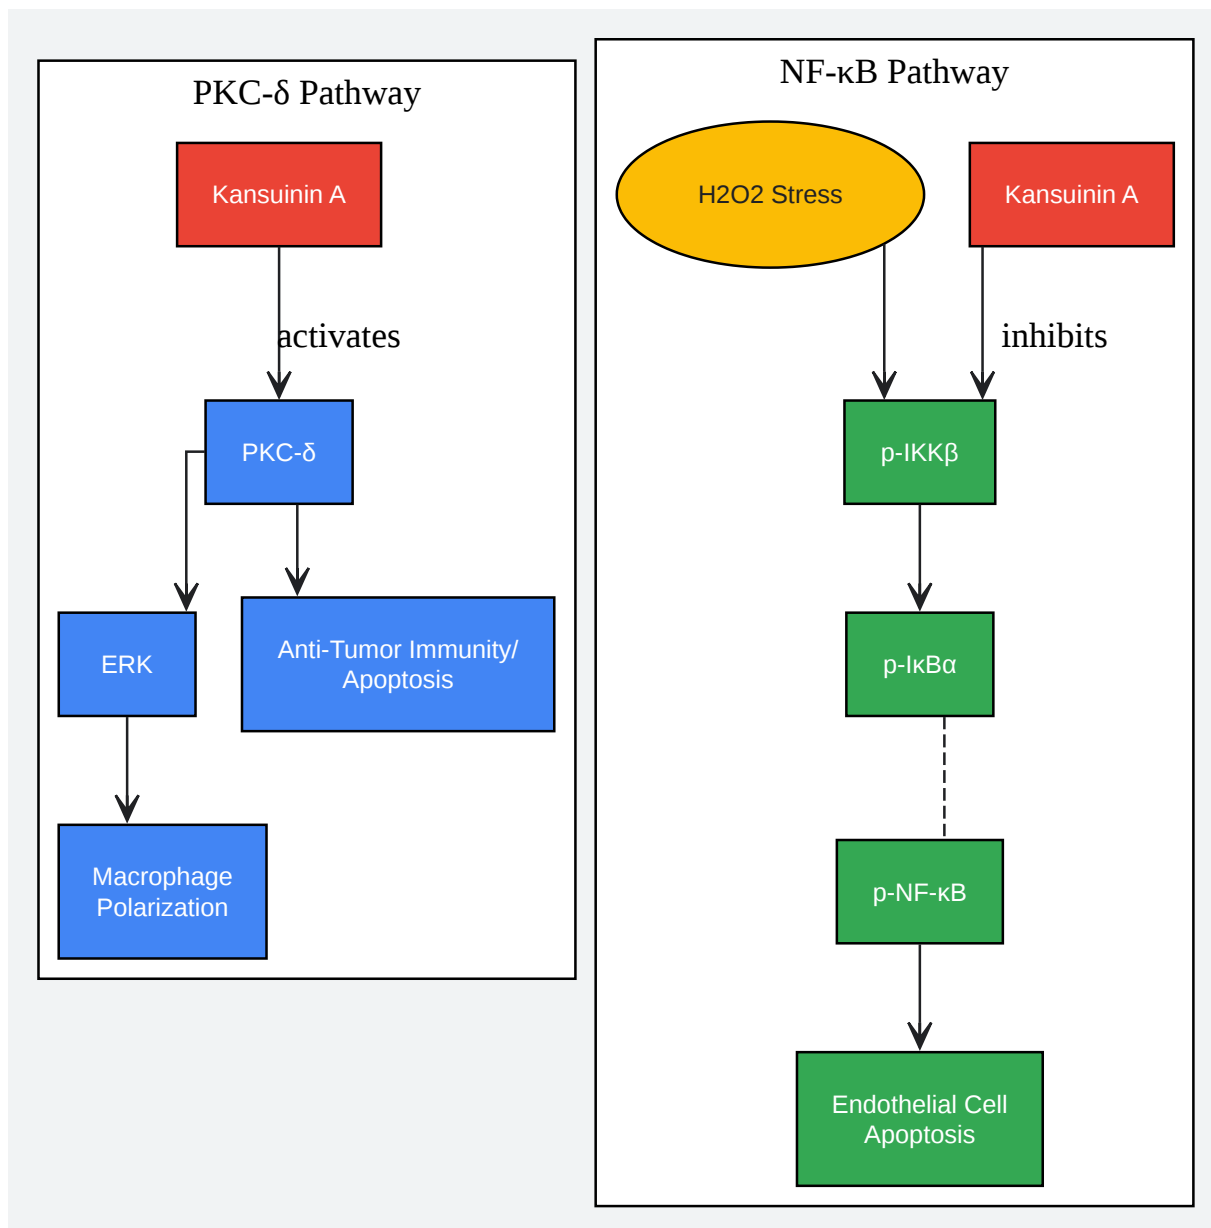 PKC-δ Pathway
Kansuinin A
activates
PKC-δ
ERK
Anti-Tumor Immunity/
Apoptosis
Macrophage
Polarization
NF-κB Pathway
H2O2 Stress
Kansuinin A
inhibits
p-IKKβ
p-IκBα
p-NF-κB
Endothelial Cell
Apoptosis